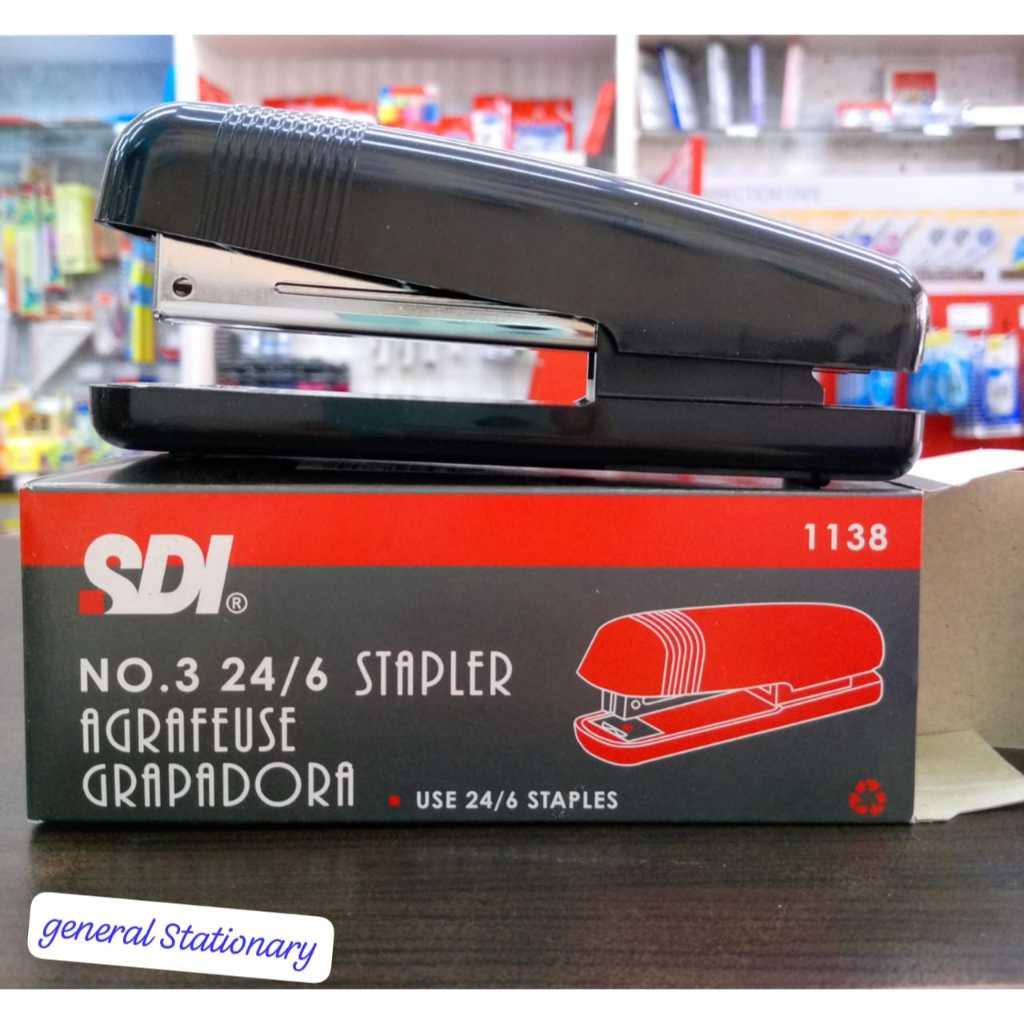 1138
SDI®
NO.3 24/6 STAPLER
AGRAFEUSE
GRAPADORA
USE 24/6 STAPLES
general Stationary